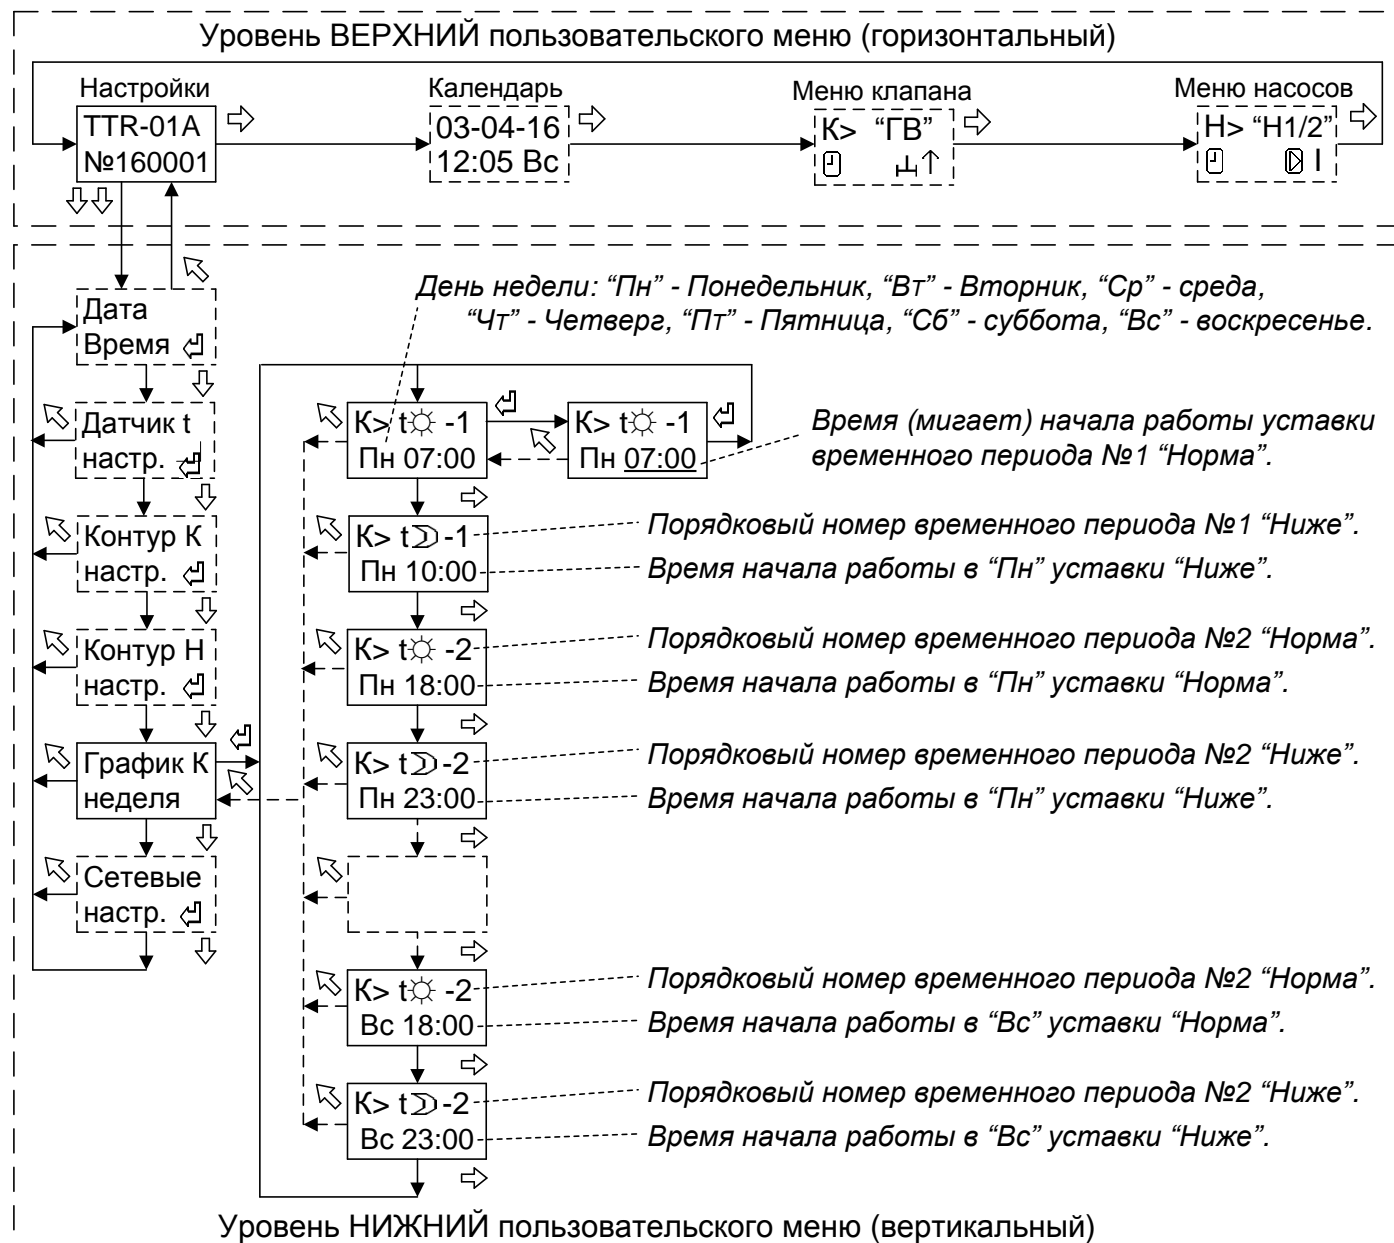 Уровень ВЕРХНИЙ пользовательского меню (горизонтальный)
Настройки
TTR-01A
№160001
Календарь
03-04-16
12:05 Вс
Меню клапана
К> “ГВ”
Меню насосов
Н> “Н1/2”
I
Дата
Время
Датчик t
настр.
Контур К
настр.
Контур Н
настр.
График К
неделя
Сетевые
настр.
День недели: “Пн” - Понедельник, “Вт” - Вторник, “Ср” - среда,
“Чт” - Четверг, “Пт” - Пятница, “Сб” - суббота, “Вс” - воскресенье.
К> t☼ -1
Пн 07:00
К> t☼ -1
Пн 07:00
Время (мигает) начала работы уставки
временного периода №1 “Норма”.
К> t☽-1
Пн 10:00
Порядковый номер временного периода №1 “Ниже”.
Время начала работы в “Пн” уставки “Ниже”.
К> t☼ -2
Пн 18:00
Порядковый номер временного периода №2 “Норма”.
Время начала работы в “Пн” уставки “Норма”.
К> t☽-2
Пн 23:00
Порядковый номер временного периода №2 “Ниже”.
Время начала работы в “Пн” уставки “Ниже”.
К> t☼ -2
Вс 18:00
Порядковый номер временного периода №2 “Норма”.
Время начала работы в “Вс” уставки “Норма”.
К> t☽-2
Вс 23:00
Порядковый номер временного периода №2 “Ниже”.
Время начала работы в “Вс” уставки “Ниже”.
Уровень НИЖНИЙ пользовательского меню (вертикальный)